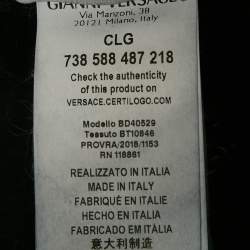 GIANNI VERSACE
Via Manzoni, 38
20121 Milano, Italy
CLG
738 588 487 218
Check the authenticity
of this product on
VERSACE.CERTILOGO.COM
Modello BD40529
Tessuto BT10846
PROVRA/2018/1153
RN 118861
REALIZZATO IN ITALIA
MADE IN ITALY
FABRIQUÉ EN ITALIE
HECHO EN ITALIA
FABRICADO EM ITÁLIA
意大利制造